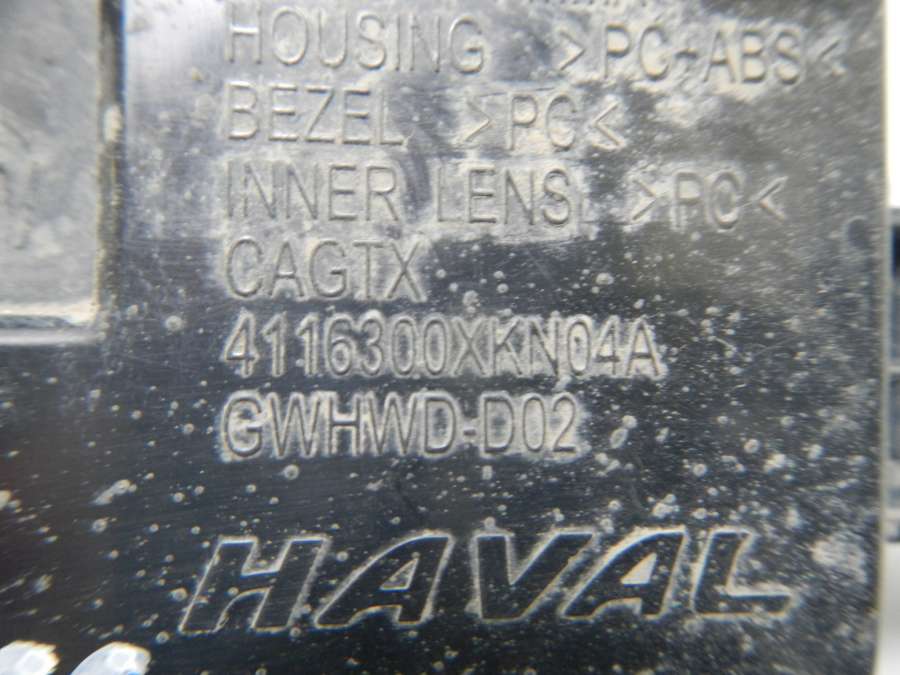 HOUSING >PC+ABS<
BEZEL >PC<
INNER LENS >PC<
CAGTX
4116300XKN04A
GWHWD-D02
HAVAL